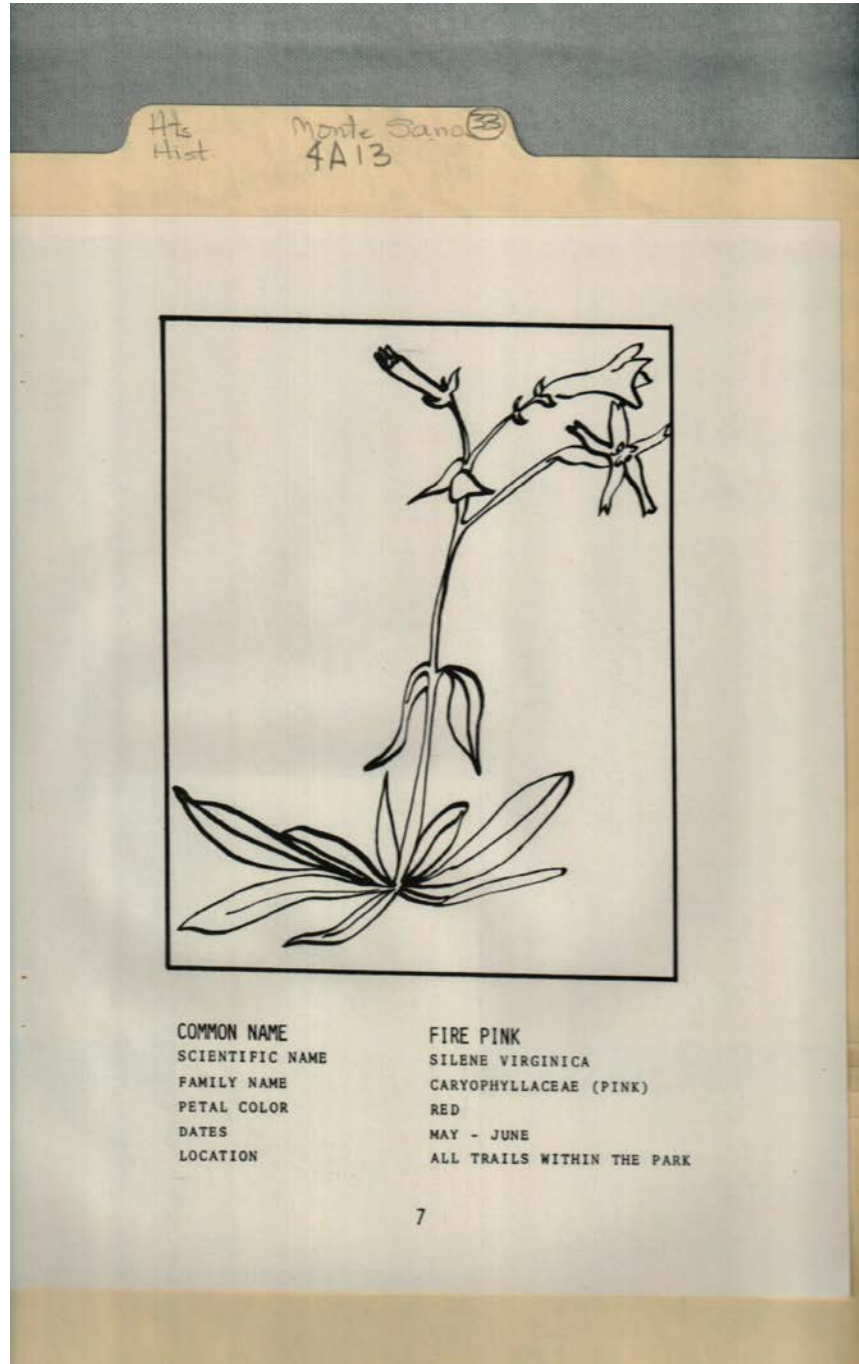 Hts Monte Sano 33
Hist. 4A13
COMMON NAME FIRE PINK
SCIENTIFIC NAME SILENE VIRGINICA
FAMILY NAME CARYOPHYLLACEAE (PINK)
PETAL COLOR RED
DATES MAY - JUNE
LOCATION ALL TRAILS WITHIN THE PARK
7